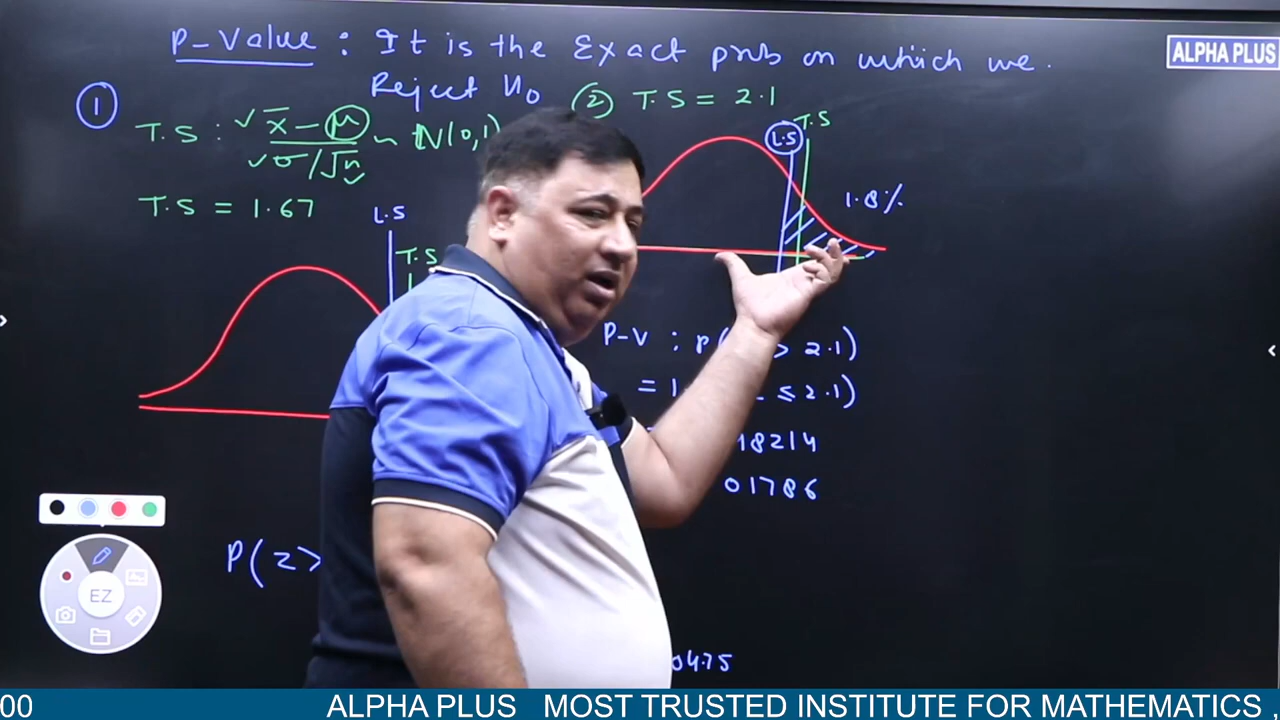 P-Value : It is the Exact prob on which we.
ALPHA PLUS
Reject H0
① T.S : x̄ - μ / σ/√n ~ N(0,1)
T.S = 1.67
L.S
T.S
② T.S = 2.1
L.S T.S
1.8%
P-V : P( > 2.1)
= 1 ≤ 2.1)
98214
01786
P(Z>
0475
EZ
00 ALPHA PLUS MOST TRUSTED INSTITUTE FOR MATHEMATICS